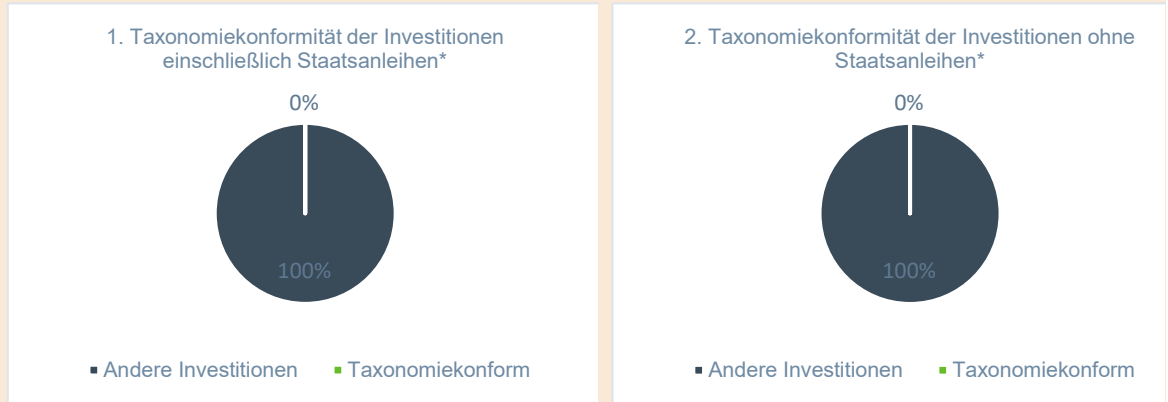 1. Taxonomiekonformität der Investitionen
einschließlich Staatsanleihen*
0%
100%
Andere Investitionen
Taxonomiekonform
2. Taxonomiekonformität der Investitionen ohne
Staatsanleihen*
0%
100%
Andere Investitionen
Taxonomiekonform